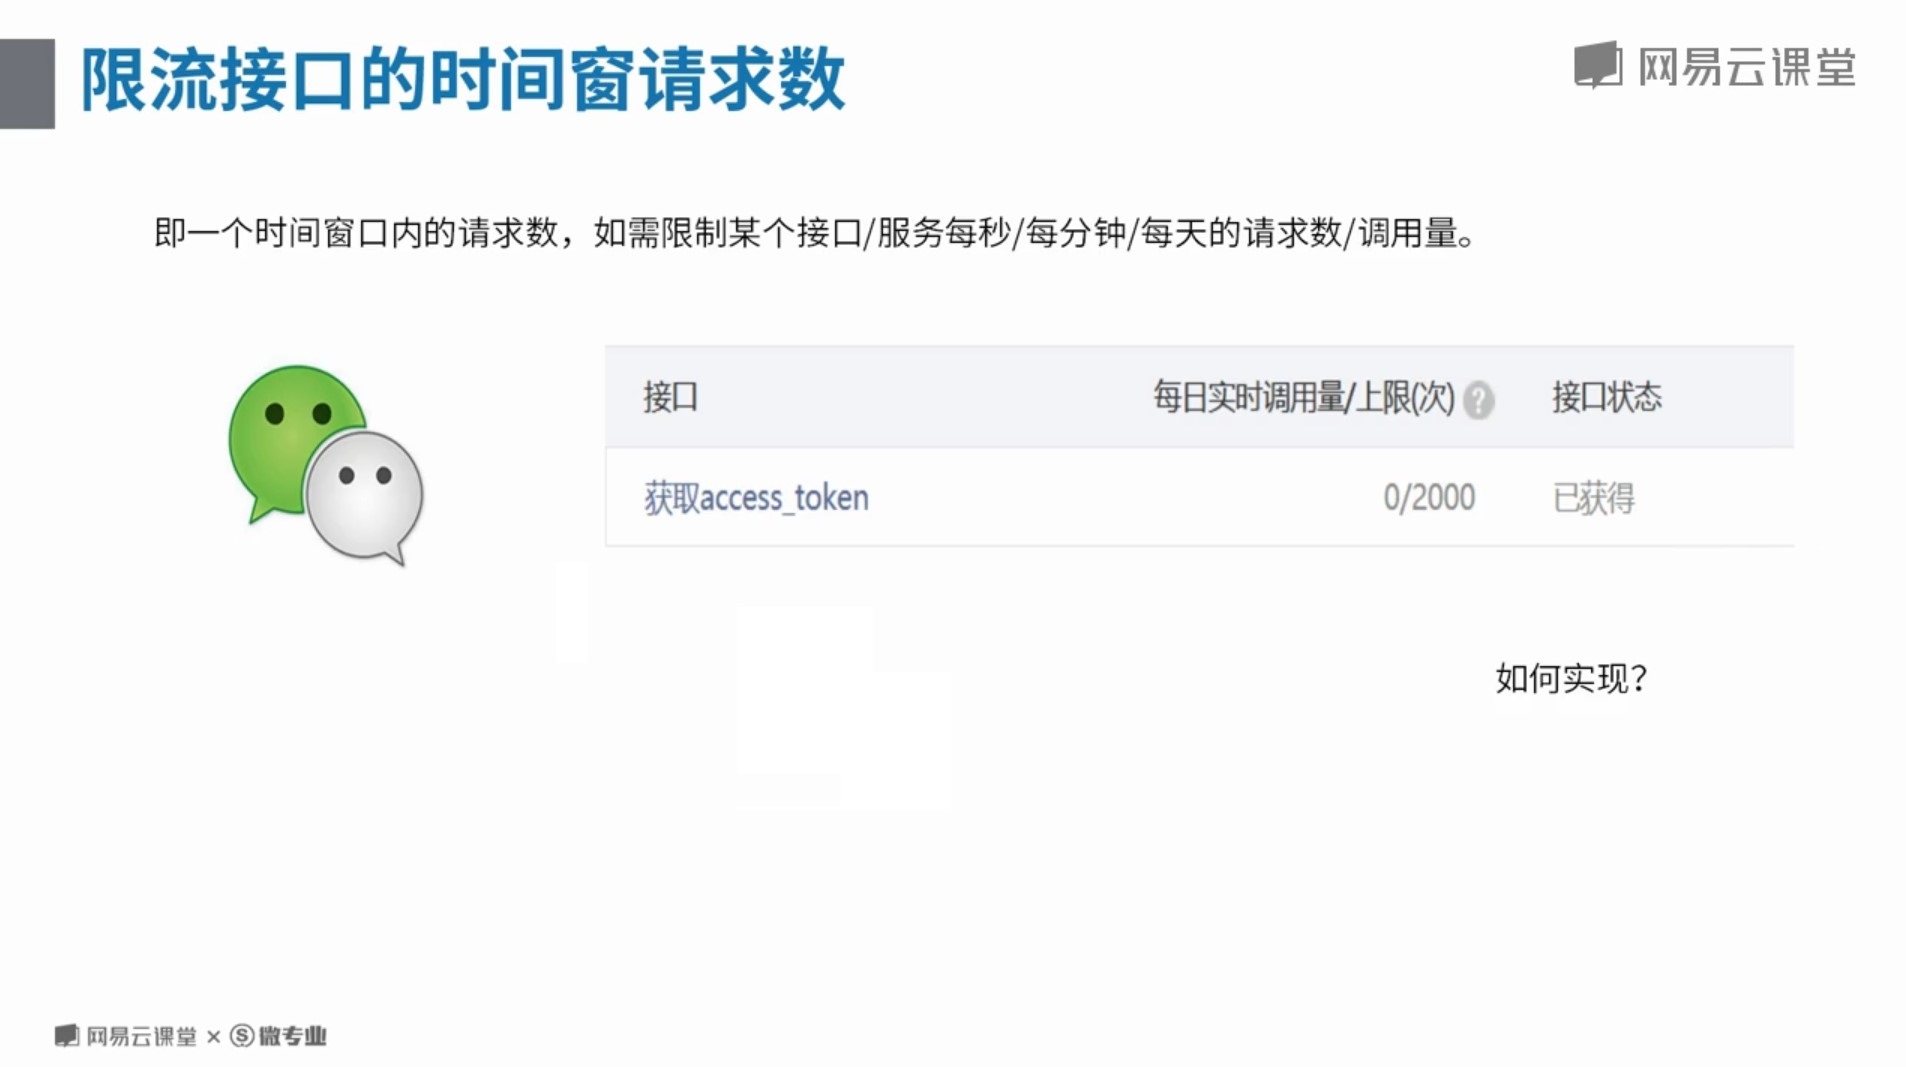 限流接口的时间窗请求数
网易云课堂
即一个时间窗口内的请求数，如需限制某个接口/服务每秒/每分钟/每天的请求数/调用量。
接口 每日实时调用量/上限(次) ? 接口状态
获取access_token 0/2000 已获得
如何实现？
网易云课堂 × S 微专业